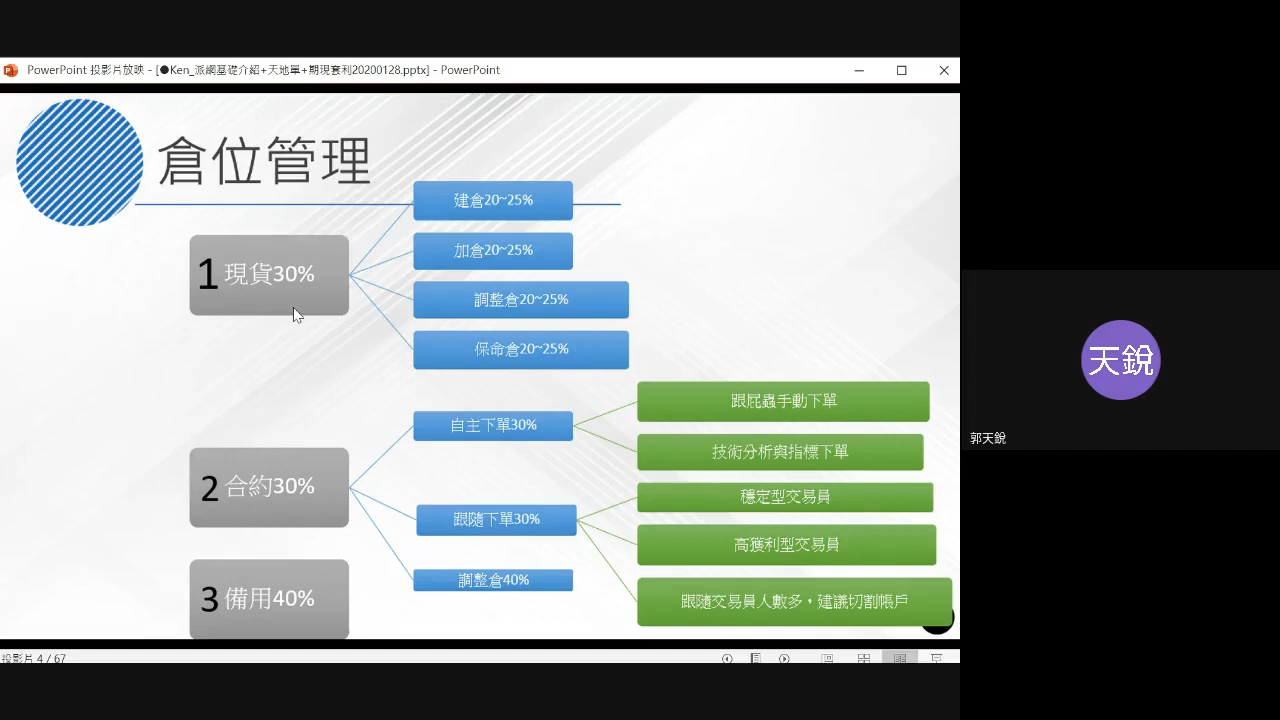 PowerPoint 投影片放映 - [●Ken_派網基礎介紹+天地單+期現套利20200128.pptx] - PowerPoint
倉位管理
1 現貨30%
建倉20~25%
加倉20~25%
調整倉20~25%
保命倉20~25%
2 合約30%
自主下單30%
跟屁蟲手動下單
技術分析與指標下單
跟隨下單30%
穩定型交易員
高獲利型交易員
跟隨交易員人數多，建議切割帳戶
調整倉40%
3 備用40%
投影片 4 / 67
天銳
郭天銳